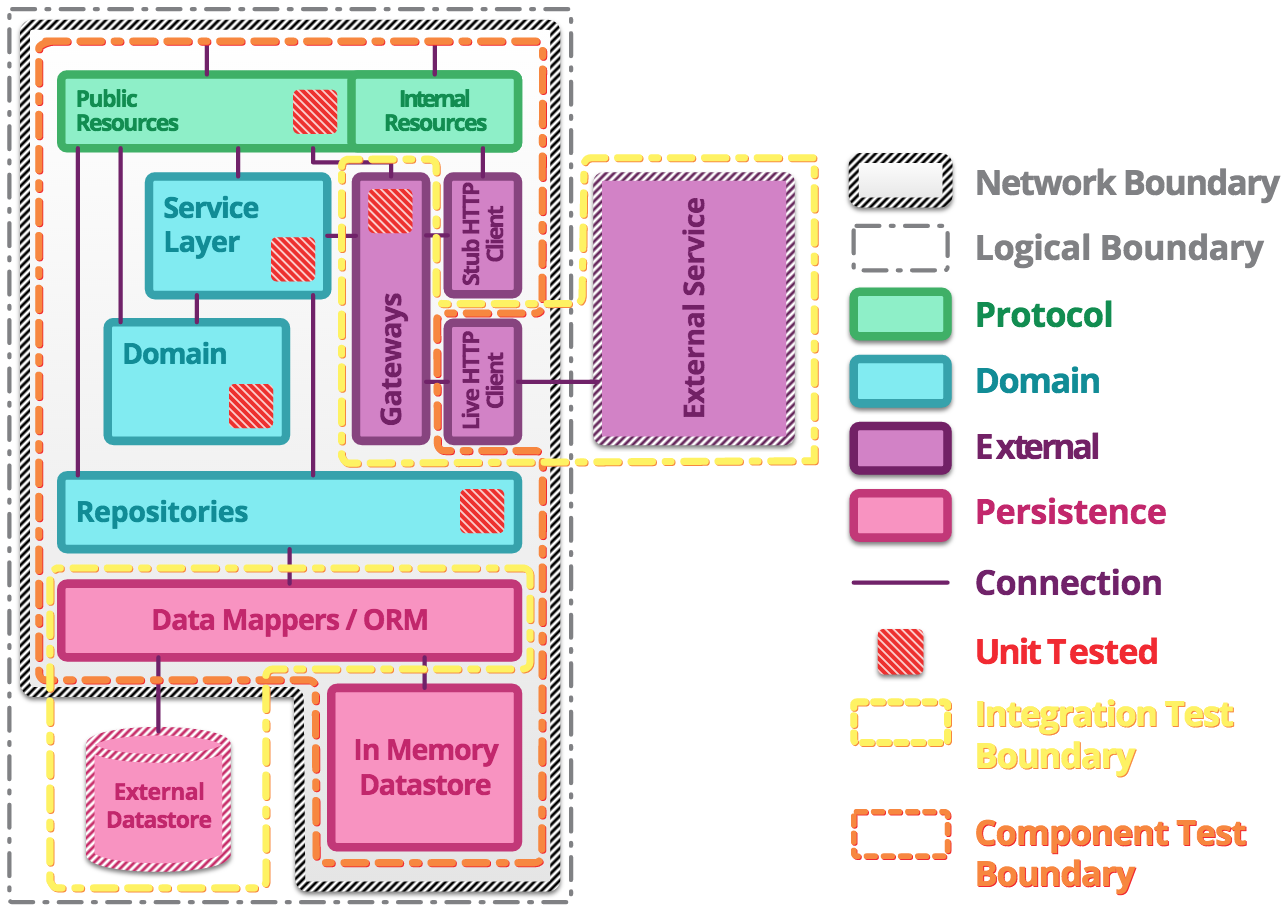 Public
Resources
Internal
Resources
Service
Layer
Gateways
Stub HTTP
Client
Domain
Live HTTP
Client
External Service
Repositories
Data Mappers / ORM
In Memory
Datastore
External
Datastore
Network Boundary
Logical Boundary
Protocol
Domain
External
Persistence
Connection
Unit Tested
Integration Test
Boundary
Component Test
Boundary